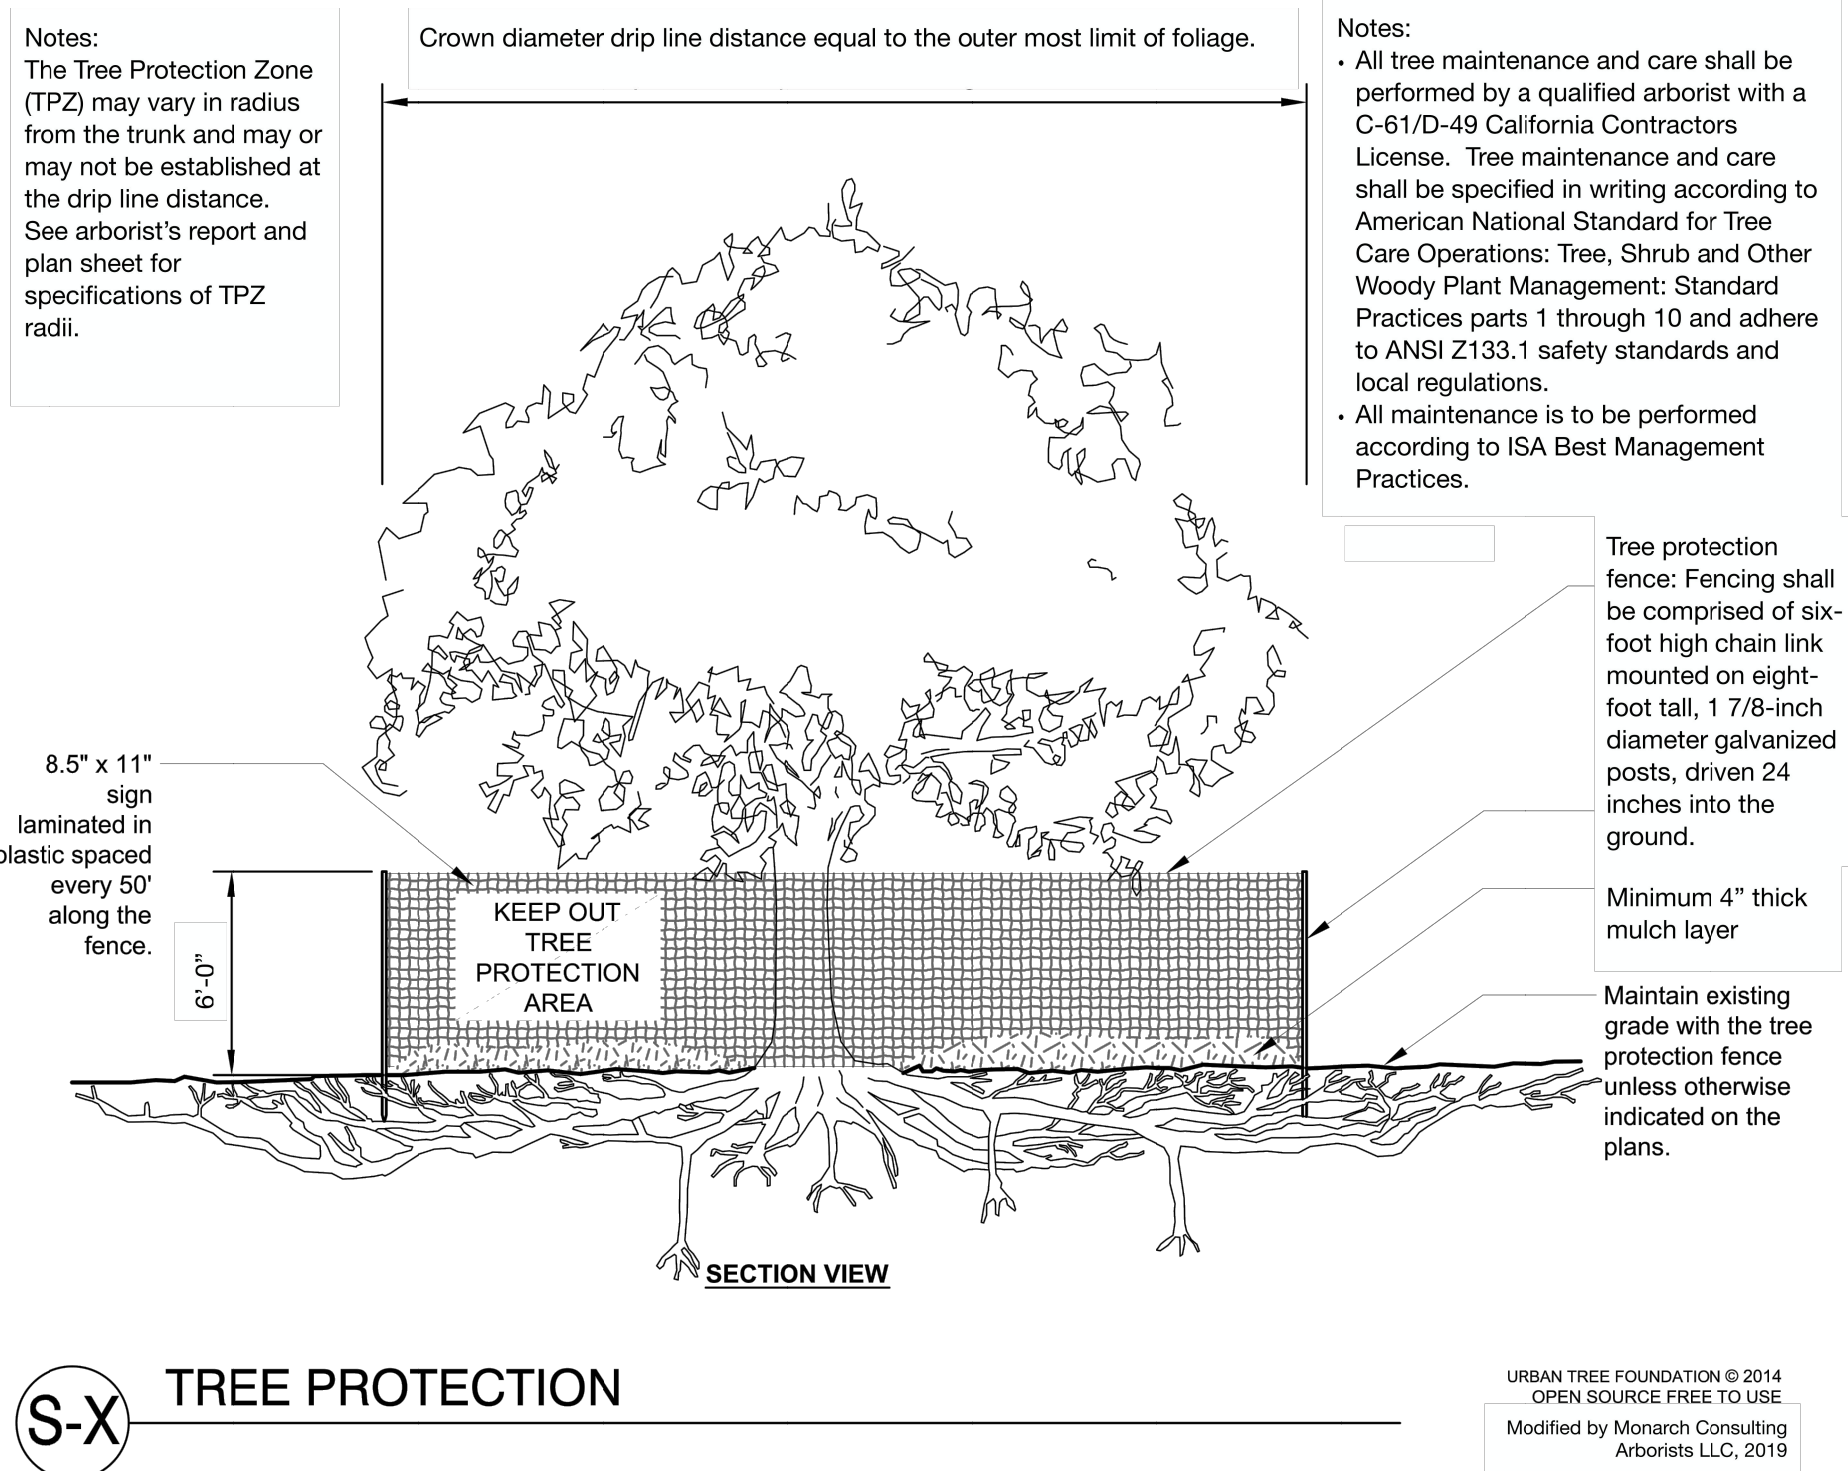 Notes:
The Tree Protection Zone
(TPZ) may vary in radius
from the trunk and may or
may not be established at
the drip line distance.
See arborist’s report and
plan sheet for
specifications of TPZ
radii.
Crown diameter drip line distance equal to the outer most limit of foliage.
Notes:
• All tree maintenance and care shall be
performed by a qualified arborist with a
C-61/D-49 California Contractors
License.  Tree maintenance and care
shall be specified in writing according to
American National Standard for Tree
Care Operations: Tree, Shrub and Other
Woody Plant Management: Standard
Practices parts 1 through 10 and adhere
to ANSI Z133.1 safety standards and
local regulations.
• All maintenance is to be performed
according to ISA Best Management
Practices.
Tree protection
fence: Fencing shall
be comprised of six-
foot high chain link
mounted on eight-
foot tall, 1 7/8-inch
diameter galvanized
posts, driven 24
inches into the
ground.
Minimum 4” thick
mulch layer
Maintain existing
grade with the tree
protection fence
unless otherwise
indicated on the
plans.
8.5" x 11"
sign
laminated in
plastic spaced
every 50'
along the
fence.
6’-0”
KEEP OUT
TREE
PROTECTION
AREA
SECTION VIEW
S-X
TREE PROTECTION
URBAN TREE FOUNDATION © 2014
OPEN SOURCE FREE TO USE
Modified by Monarch Consulting
Arborists LLC, 2019